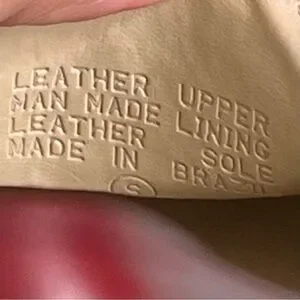 LEATHER UPPER
MAN MADE LINING
LEATHER SOLE
MADE IN BRAZIL
S